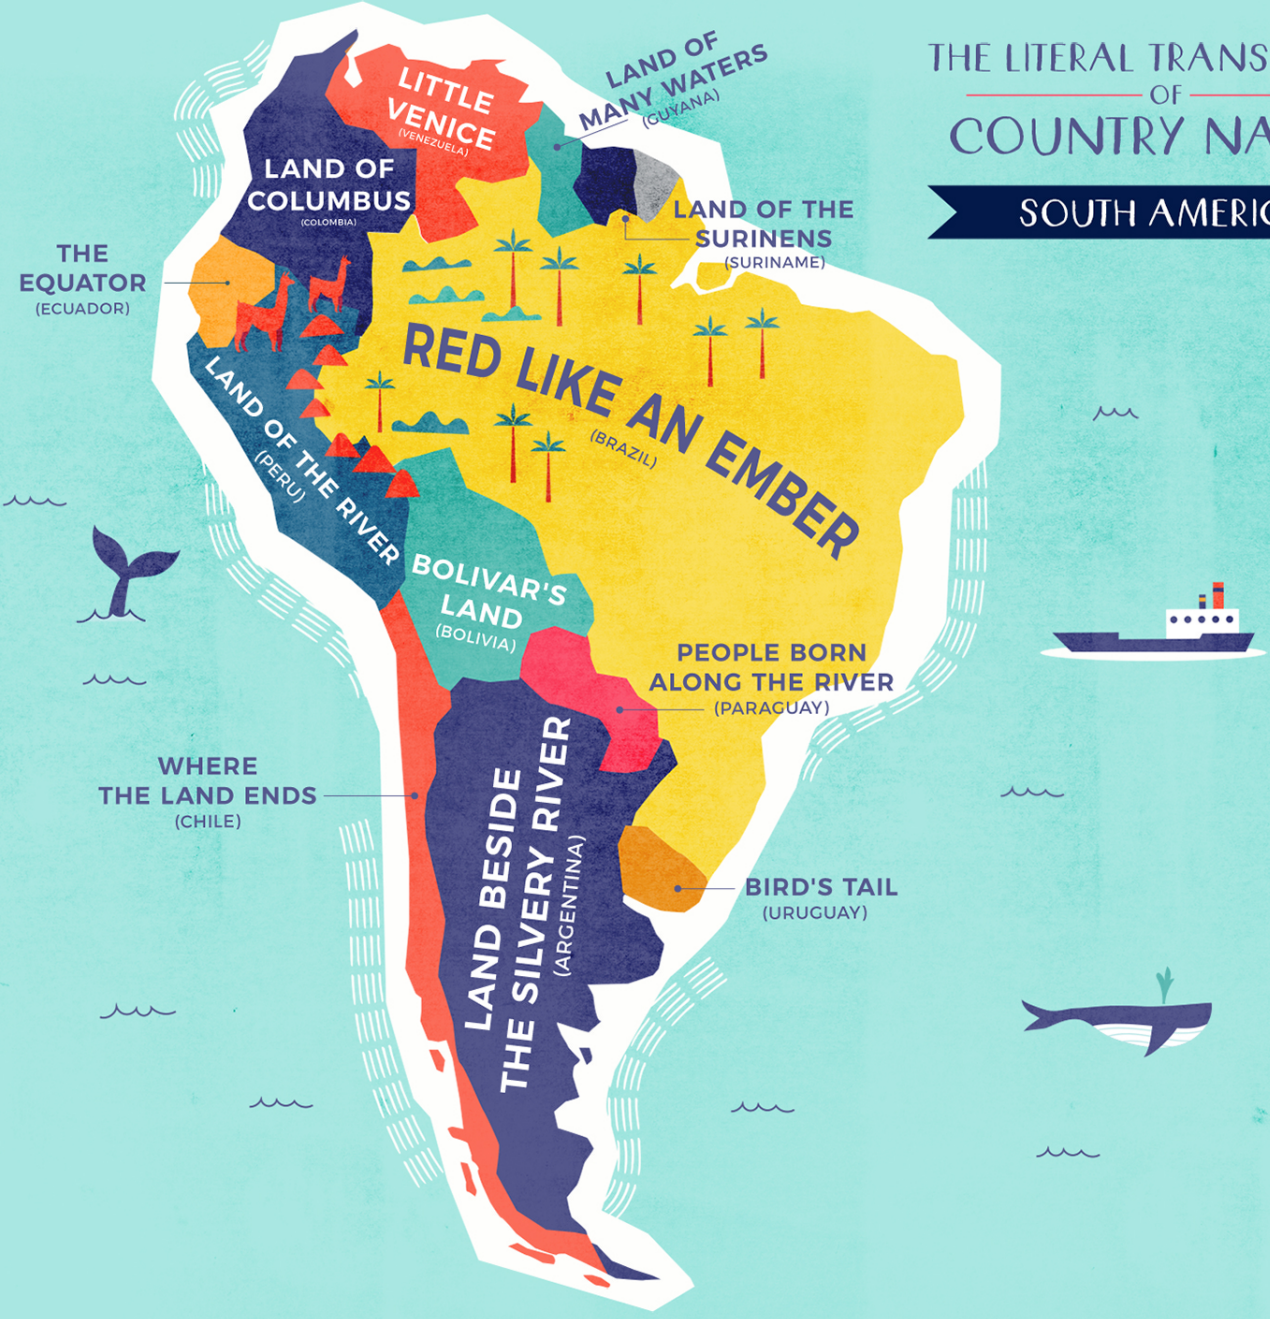 THE LITERAL TRANS
OF
COUNTRY NA
SOUTH AMERIC
LAND OF
MANY WATERS
(GUYANA)
LITTLE
VENICE
(VENEZUELA)
LAND OF
COLUMBUS
(COLOMBIA)
LAND OF THE
SURINENS
(SURINAME)
THE
EQUATOR
(ECUADOR)
RED LIKE AN EMBER
(BRAZIL)
LAND OF THE RIVER
(PERU)
BOLIVAR'S
LAND
(BOLIVIA)
PEOPLE BORN
ALONG THE RIVER
(PARAGUAY)
WHERE
THE LAND ENDS
(CHILE)
LAND BESIDE
THE SILVERY RIVER
(ARGENTINA)
BIRD'S TAIL
(URUGUAY)